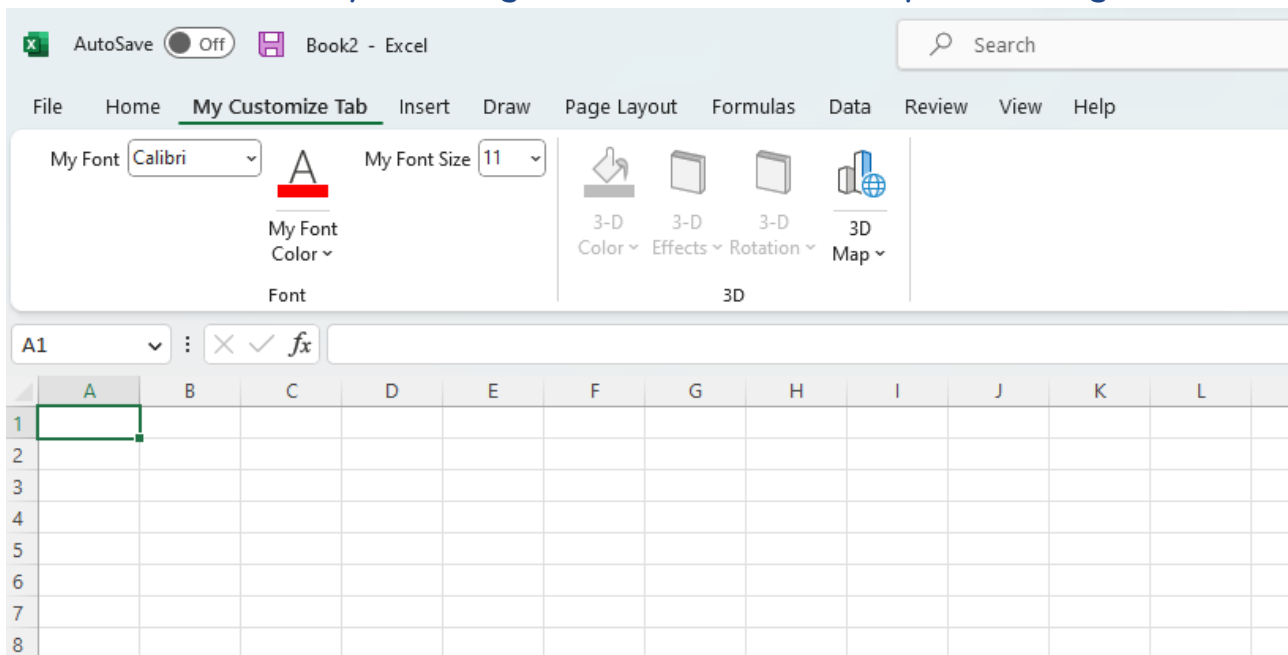 AutoSave Off Book2 - Excel Search
File Home My Customize Tab Insert Draw Page Layout Formulas Data Review View Help
My Font Calibri A My Font Size 11
My Font
Color
3-D
Color
3-D
Effects
3-D
Rotation
3D
Map
Font 3D
A1 fx
A B C D E F G H I J K L
1
2
3
4
5
6
7
8